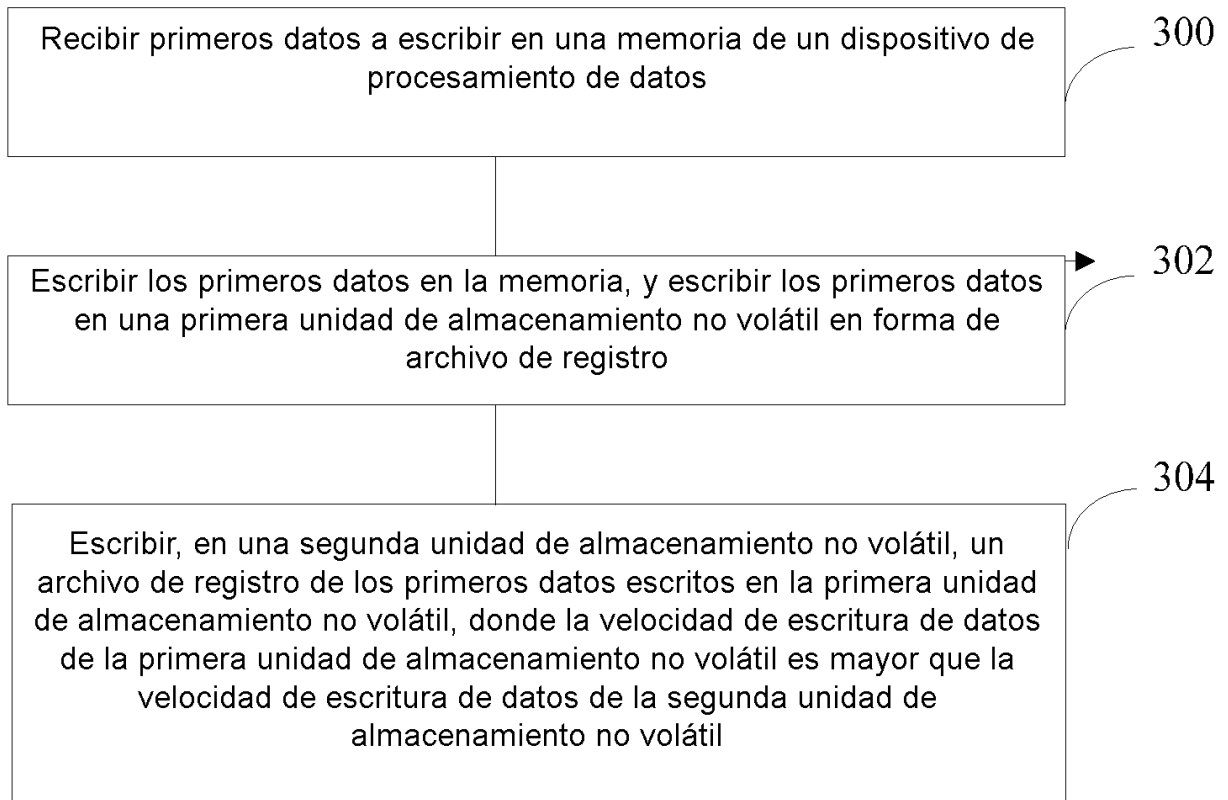 Recibir primeros datos a escribir en una memoria de un dispositivo de
procesamiento de datos
300
Escribir los primeros datos en la memoria, y escribir los primeros datos
en una primera unidad de almacenamiento no volátil en forma de
archivo de registro
302
Escribir, en una segunda unidad de almacenamiento no volátil, un
archivo de registro de los primeros datos escritos en la primera unidad
de almacenamiento no volátil, donde la velocidad de escritura de datos
de la primera unidad de almacenamiento no volátil es mayor que la
velocidad de escritura de datos de la segunda unidad de
almacenamiento no volátil
304